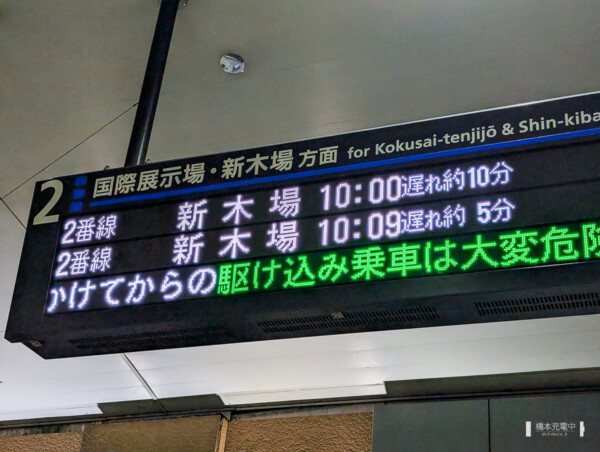 2 国際展示場・新木場 方面 for Kokusai-tenjijō & Shin-kiba
2番線 新木場 10:00 遅れ約10分
2番線 新木場 10:09 遅れ約 5分
かけてからの駆け込み乗車は大変危険
橋本充電中